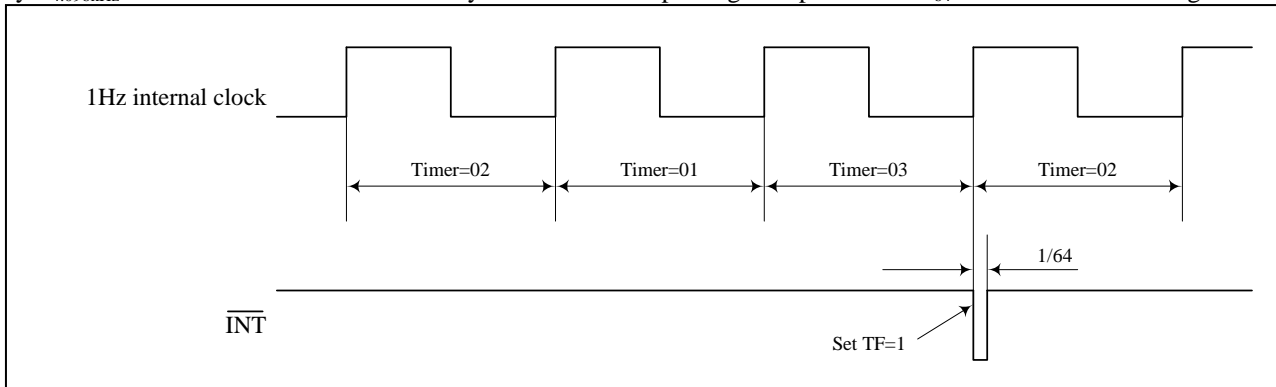 1Hz internal clock
Timer=02
Timer=01
Timer=03
Timer=02
1/64
INT
Set TF=1